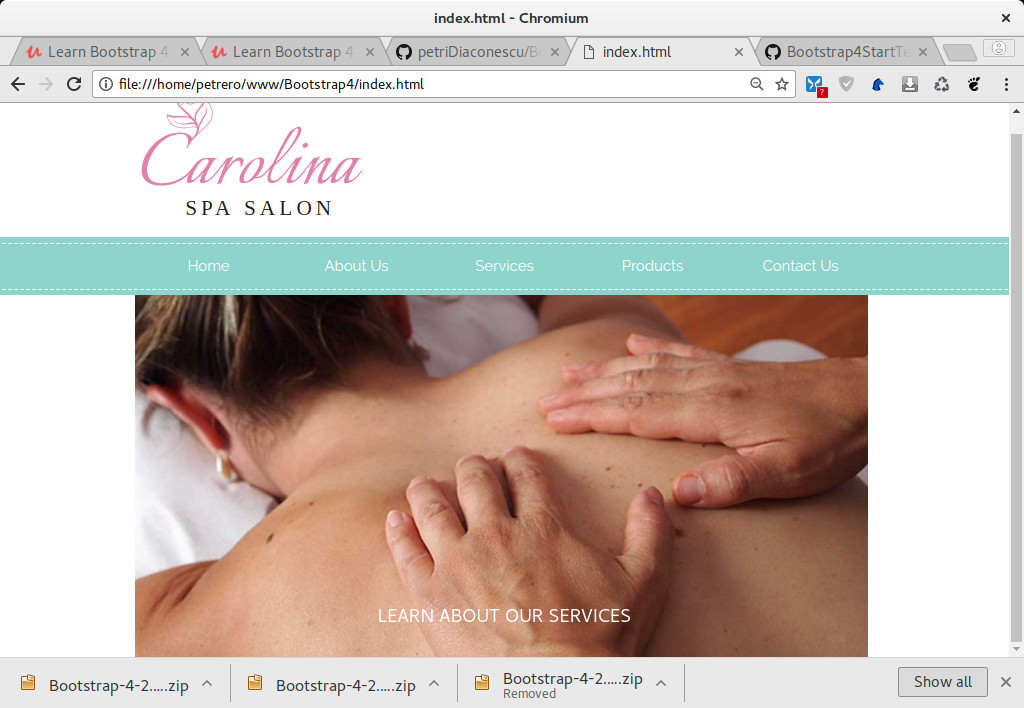 index.html - Chromium
Learn Bootstrap 4
Learn Bootstrap 4
petriDiaconescu/Bo
index.html
Bootstrap4StartTe
file:///home/petrero/www/Bootstrap4/index.html
Carolina
SPA SALON
Home
About Us
Services
Products
Contact Us
LEARN ABOUT OUR SERVICES
Bootstrap-4-2.....zip
Bootstrap-4-2.....zip
Bootstrap-4-2.....zip
Removed
Show all